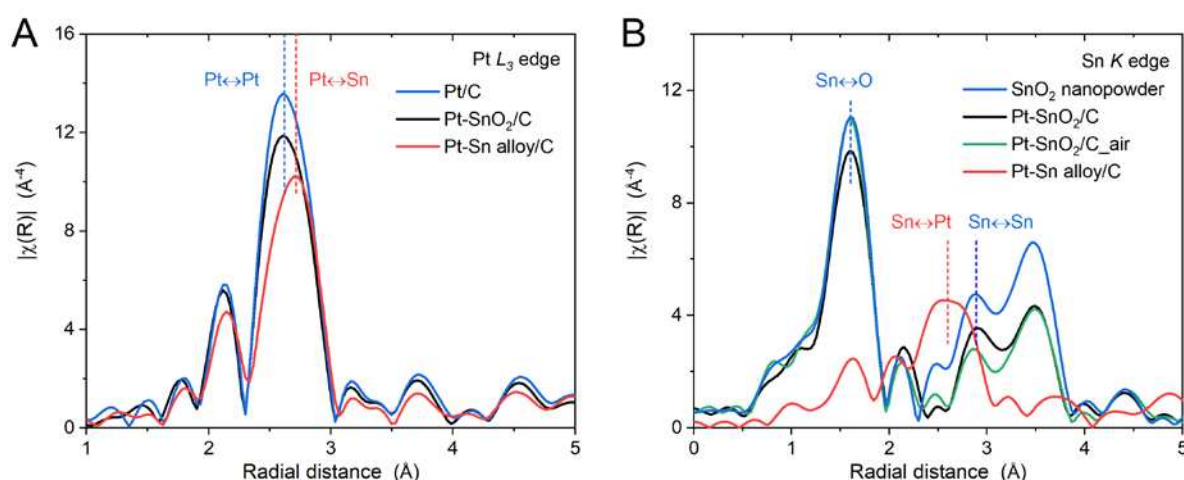 A
Pt L₃ edge
Pt↔Pt
Pt↔Sn
Pt/C
Pt-SnO₂/C
Pt-Sn alloy/C
16
12
8
4
0
|χ(R)| (Å⁻⁴)
1
2
3
4
5
Radial distance (Å)
B
Sn K edge
Sn↔O
SnO₂ nanopowder
Pt-SnO₂/C
Pt-SnO₂/C_air
Pt-Sn alloy/C
Sn↔Pt
Sn↔Sn
12
8
4
0
|χ(R)| (Å⁻⁴)
0
1
2
3
4
5
Radial distance (Å)